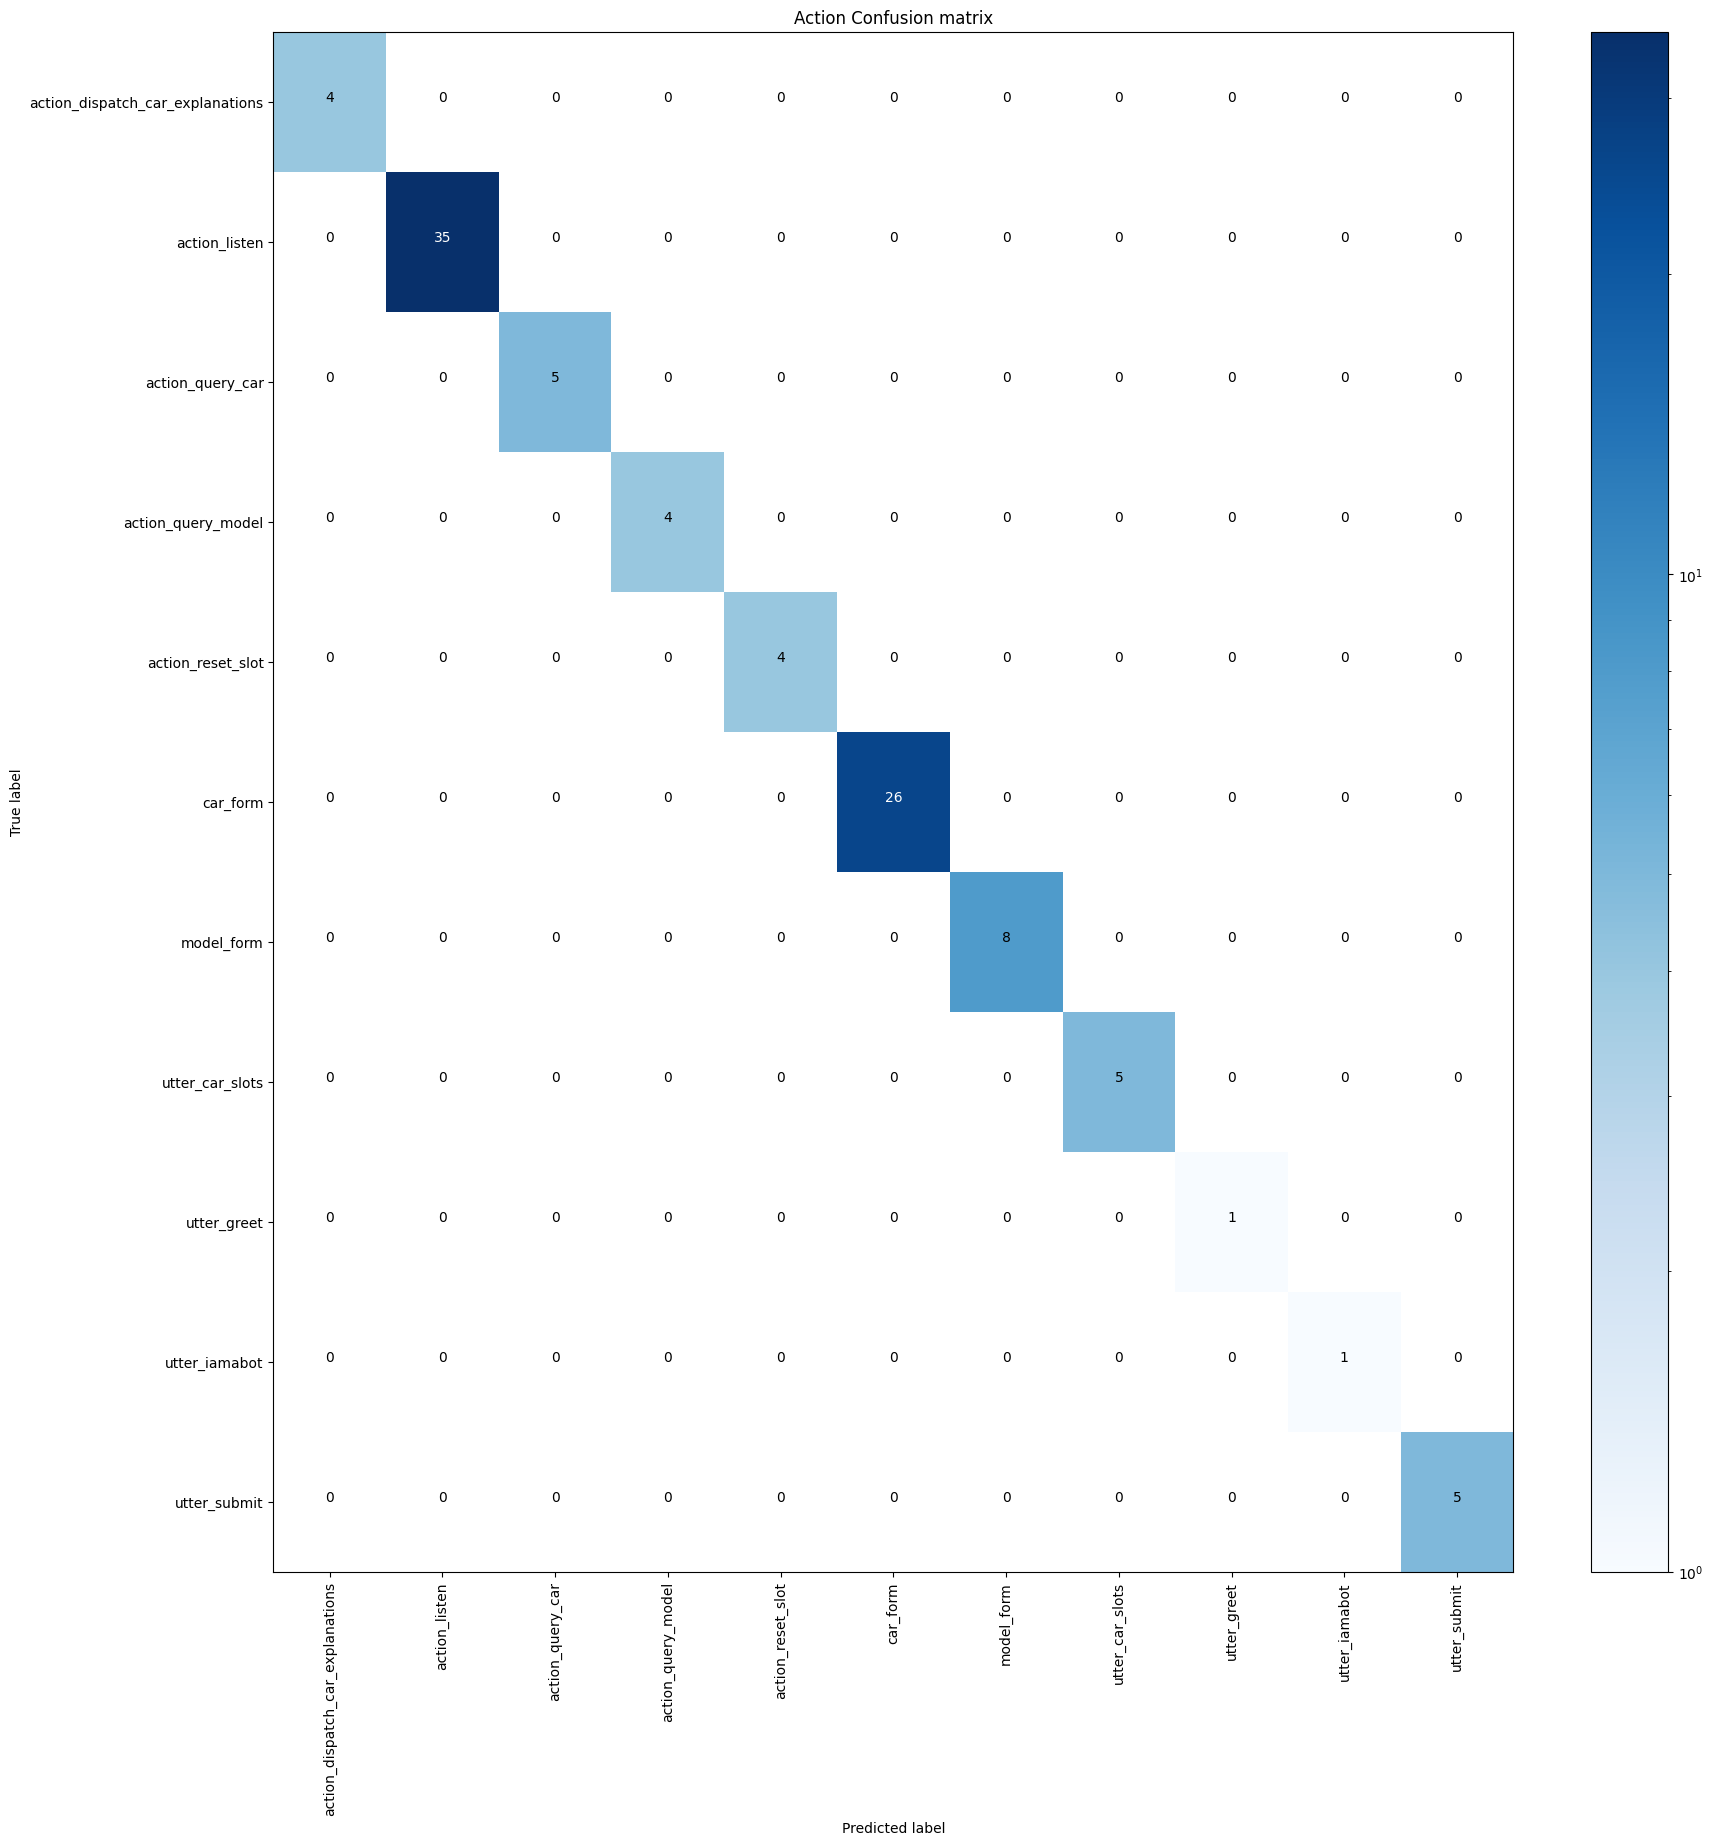 Action Confusion matrix
action_dispatch_car_explanations 4 0 0 0 0 0 0 0 0 0 0
action_listen 0 35 0 0 0 0 0 0 0 0 0
action_query_car 0 0 5 0 0 0 0 0 0 0 0
action_query_model 0 0 0 4 0 0 0 0 0 0 0
action_reset_slot 0 0 0 0 4 0 0 0 0 0 0
car_form 0 0 0 0 0 26 0 0 0 0 0
model_form 0 0 0 0 0 0 8 0 0 0 0
utter_car_slots 0 0 0 0 0 0 0 5 0 0 0
utter_greet 0 0 0 0 0 0 0 0 1 0 0
utter_iamabot 0 0 0 0 0 0 0 0 0 1 0
utter_submit 0 0 0 0 0 0 0 0 0 0 5
True label
action_dispatch_car_explanations
action_listen
action_query_car
action_query_model
action_reset_slot
car_form
model_form
utter_car_slots
utter_greet
utter_iamabot
utter_submit
Predicted label
10¹
10⁰